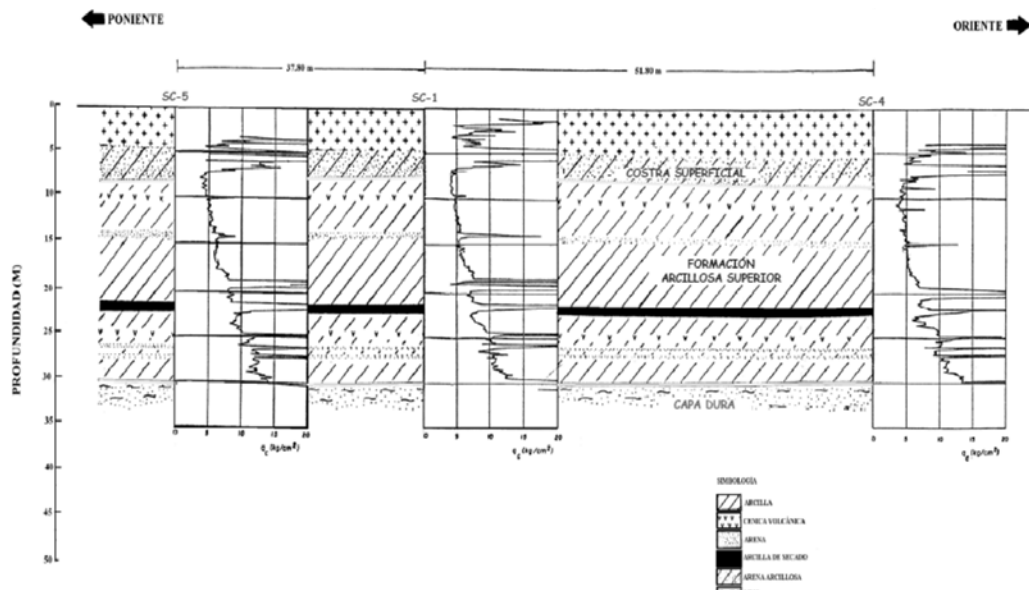 PONIENTE
ORIENTE
37.80 m
51.80 m
SC-5
SC-1
SC-4
PROFUNDIDAD (M)
0
5
10
15
20
25
30
35
40
45
50
COSTRA SUPERFICIAL
FORMACIÓN
ARCILLOSA SUPERIOR
CAPA DURA
0 5 10 15 20
qc (kg/cm²)
0 5 10 15 20
qc (kg/cm²)
0 5 10 15 20
qc (kg/cm²)
SIMBOLOGÍA
ARCILLA
CENIZA VOLCÁNICA
ARENA
ARCILLA DE SECADO
ARENA ARCILLOSA